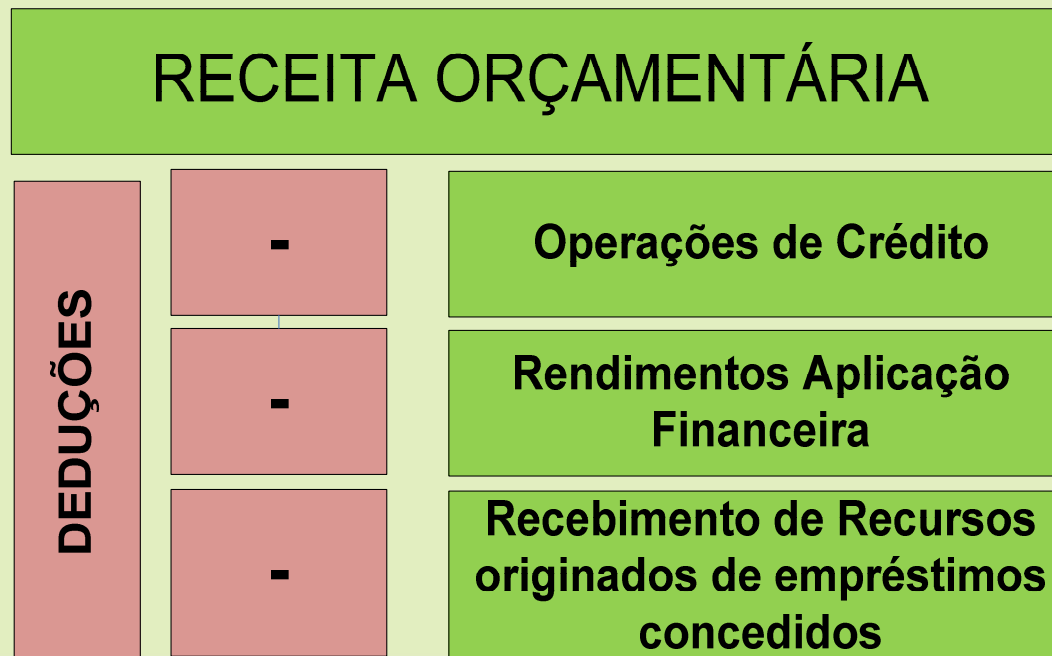 RECEITA ORÇAMENTÁRIA
DEDUÇÕES
-
Operações de Crédito
-
Rendimentos Aplicação
Financeira
-
Recebimento de Recursos
originados de empréstimos
concedidos